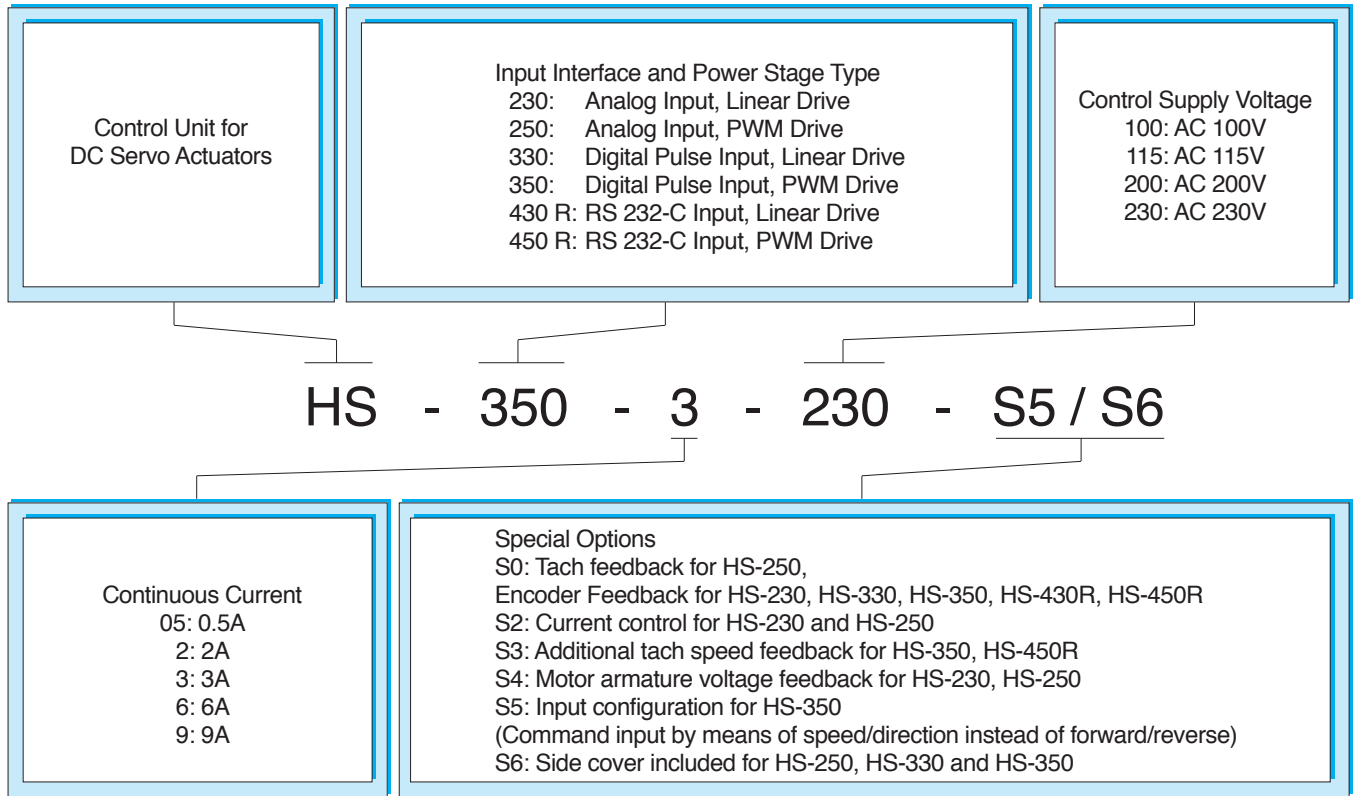 Control Unit for
DC Servo Actuators
Input Interface and Power Stage Type
230: Analog Input, Linear Drive
250: Analog Input, PWM Drive
330: Digital Pulse Input, Linear Drive
350: Digital Pulse Input, PWM Drive
430 R: RS 232-C Input, Linear Drive
450 R: RS 232-C Input, PWM Drive
Control Supply Voltage
100: AC 100V
115: AC 115V
200: AC 200V
230: AC 230V
HS - 350 - 3 - 230 - S5 / S6
Continuous Current
05: 0.5A
2: 2A
3: 3A
6: 6A
9: 9A
Special Options
S0: Tach feedback for HS-250,
Encoder Feedback for HS-230, HS-330, HS-350, HS-430R, HS-450R
S2: Current control for HS-230 and HS-250
S3: Additional tach speed feedback for HS-350, HS-450R
S4: Motor armature voltage feedback for HS-230, HS-250
S5: Input configuration for HS-350
(Command input by means of speed/direction instead of forward/reverse)
S6: Side cover included for HS-250, HS-330 and HS-350